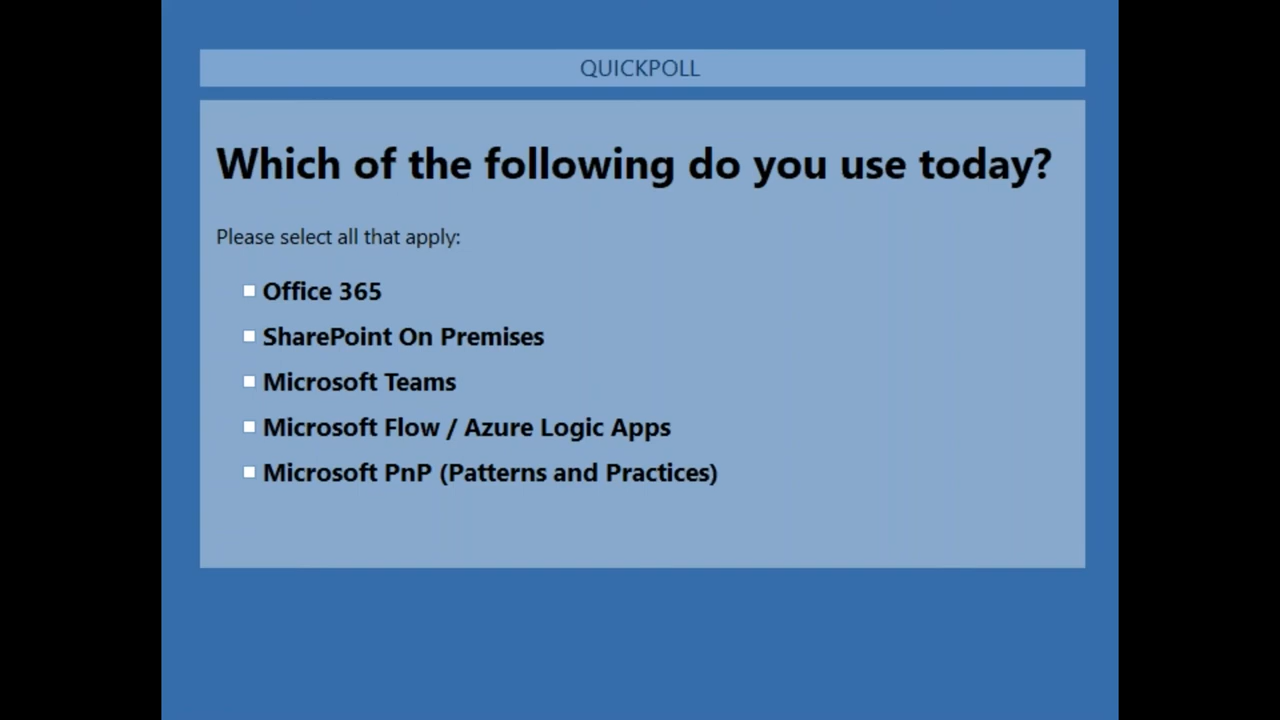 QUICKPOLL
Which of the following do you use today?
Please select all that apply:
Office 365
SharePoint On Premises
Microsoft Teams
Microsoft Flow / Azure Logic Apps
Microsoft PnP (Patterns and Practices)